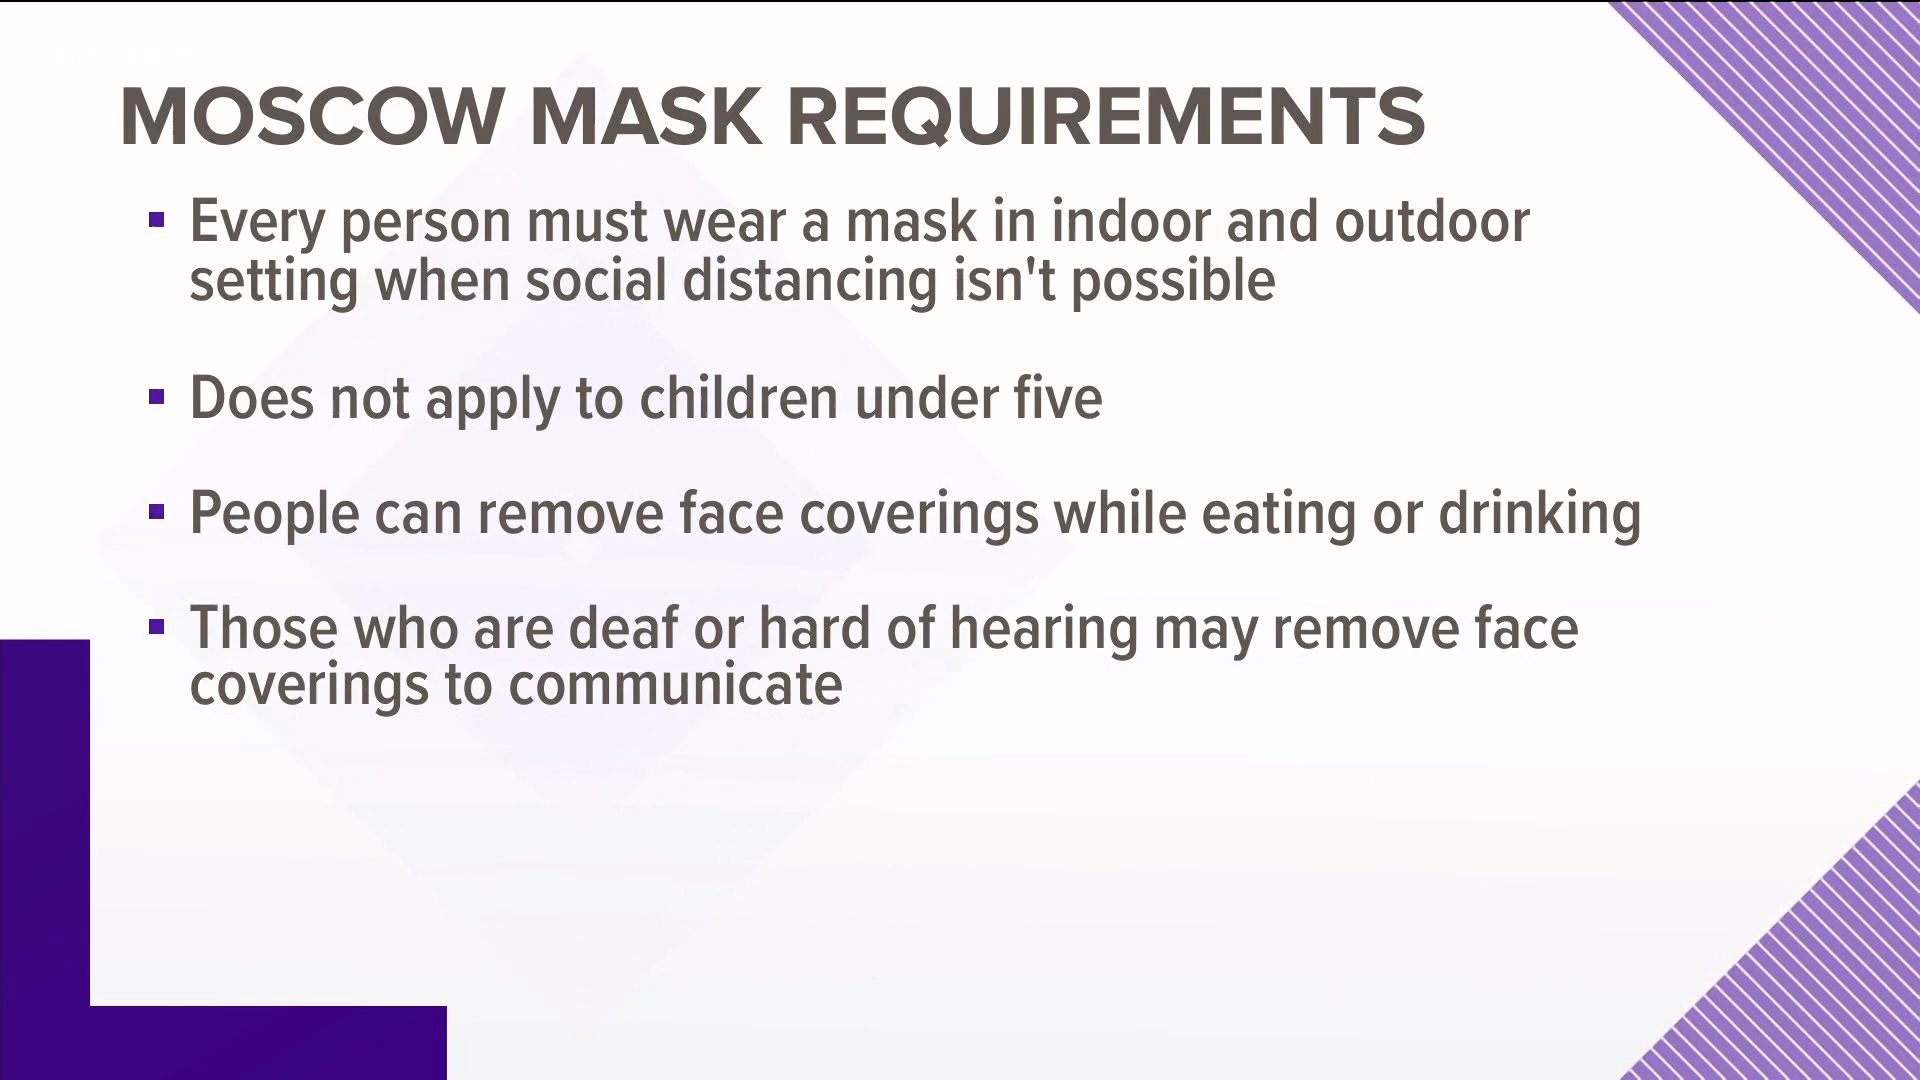 MOSCOW MASK REQUIREMENTS
▪ Every person must wear a mask in indoor and outdoor
setting when social distancing isn't possible
▪ Does not apply to children under five
▪ People can remove face coverings while eating or drinking
▪ Those who are deaf or hard of hearing may remove face
coverings to communicate